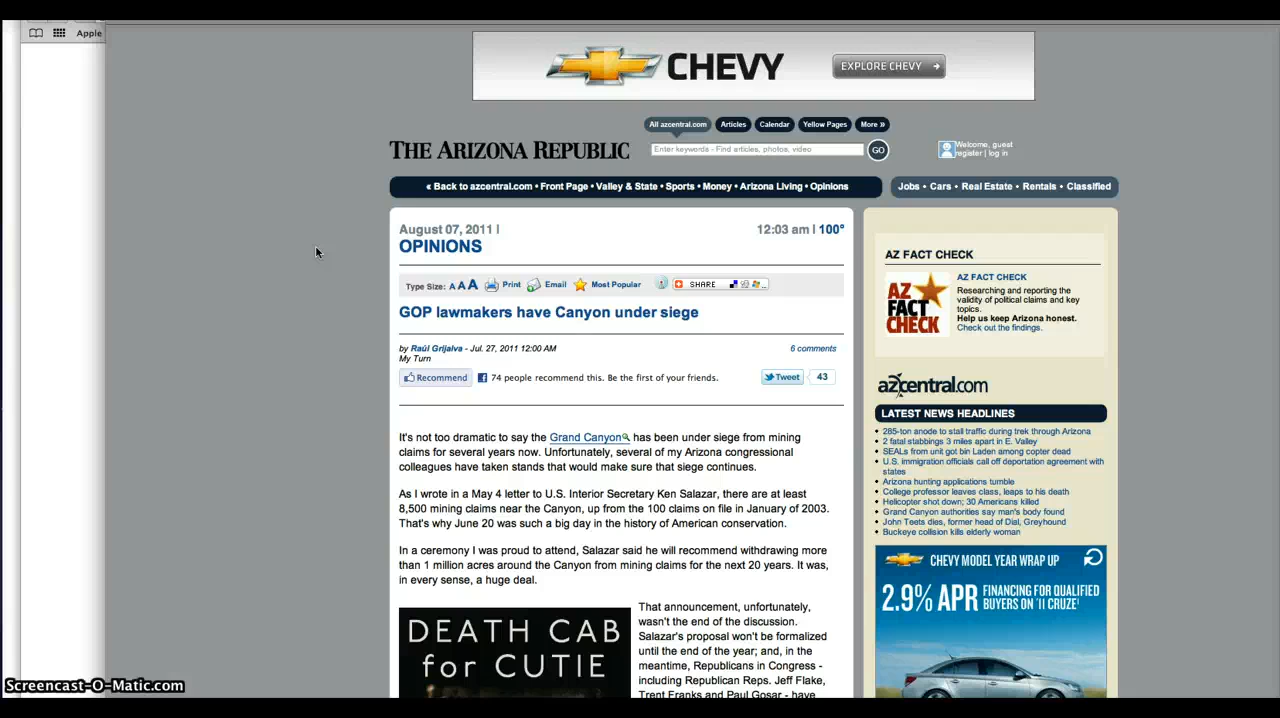 Apple
CHEVY
EXPLORE CHEVY →
All azcentral.com
Articles
Calendar
Yellow Pages
More »
THE ARIZONA REPUBLIC
Enter keywords - Find articles, photos, video
GO
Welcome, guest
register | log in
« Back to azcentral.com • Front Page • Valley & State • Sports • Money • Arizona Living • Opinions
Jobs • Cars • Real Estate • Rentals • Classified
August 07, 2011 |
12:03 am | 100°
OPINIONS
Type Size: A A A
Print
Email
Most Popular
SHARE
GOP lawmakers have Canyon under siege
by Raúl Grijalva - Jul. 27, 2011 12:00 AM
My Turn
6 comments
Recommend
74 people recommend this. Be the first of your friends.
Tweet
43
It's not too dramatic to say the Grand Canyon has been under siege from mining
claims for several years now. Unfortunately, several of my Arizona congressional
colleagues have taken stands that would make sure that siege continues.
As I wrote in a May 4 letter to U.S. Interior Secretary Ken Salazar, there are at least
8,500 mining claims near the Canyon, up from the 100 claims on file in January of 2003.
That's why June 20 was such a big day in the history of American conservation.
In a ceremony I was proud to attend, Salazar said he will recommend withdrawing more
than 1 million acres around the Canyon from mining claims for the next 20 years. It was,
in every sense, a huge deal.
DEATH CAB
for CUTIE
That announcement, unfortunately,
wasn't the end of the discussion.
Salazar's proposal won't be formalized
until the end of the year; and, in the
meantime, Republicans in Congress -
including Republican Reps. Jeff Flake,
Trent Franks and Paul Gosar - have
AZ FACT CHECK
AZ
FACT
CHECK
AZ FACT CHECK
Researching and reporting the
validity of political claims and key
topics.
Help us keep Arizona honest.
Check out the findings.
azcentral.com
LATEST NEWS HEADLINES
285-ton anode to stall traffic during trek through Arizona
2 fatal stabbings 3 miles apart in E. Valley
SEALs from unit got bin Laden among copter dead
U.S. immigration officials call off deportation agreement with
states
Arizona hunting applications tumble
College professor leaves class, leaps to his death
Helicopter shot down; 30 Americans killed
Grand Canyon authorities say man's body found
John Teets dies, former head of Dial, Greyhound
Buckeye collision kills elderly woman
CHEVY MODEL YEAR WRAP UP
2.9% APR FINANCING FOR QUALIFIED
BUYERS ON '11 CRUZE
Screencast-O-Matic.com